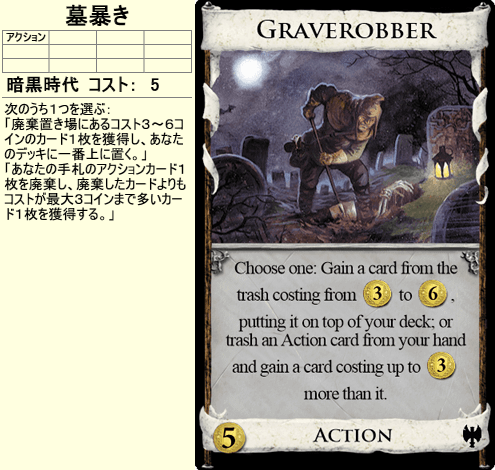 墓暴き
アクション
暗黒時代 コスト： 5
次のうち1つを選ぶ：
「廃棄置き場にあるコスト3～6コ
インのカード1枚を獲得し、あなた
のデッキに一番上に置く。」
「あなたの手札のアクションカード1
枚を廃棄し、廃棄したカードよりも
コストが最大3コインまで多いカー
ド1枚を獲得する。」
GRAVEROBBER
Choose one: Gain a card from the
trash costing from 3 to 6 ,
putting it on top of your deck; or
trash an Action card from your hand
and gain a card costing up to 3
more than it.
5 ACTION